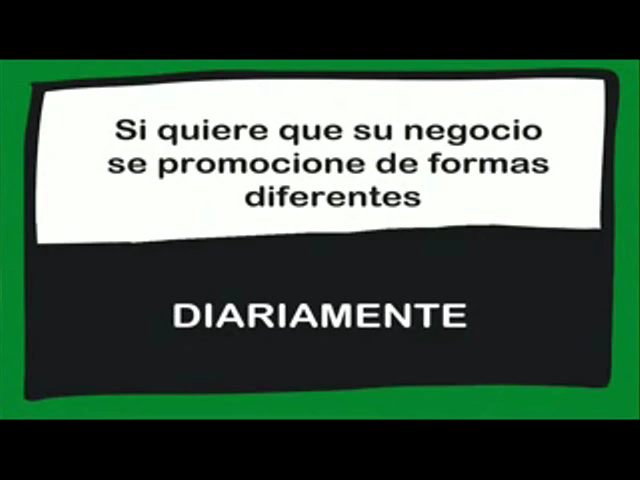 Si quiere que su negocio
se promocione de formas
diferentes
DIARIAMENTE